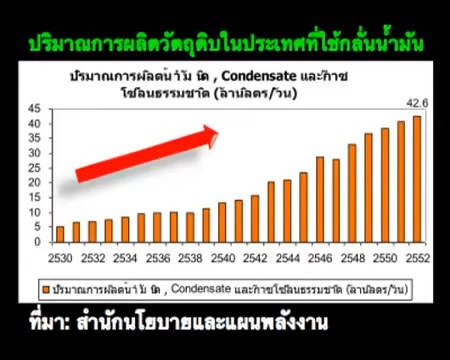 ปริมาณการผลิตวัตถุดิบในประเทศที่ใช้กลั่นน้ำมัน
ปริมาณการผลิตน้ำมันดิบ , Condensate และก๊าซ
โซลีนธรรมชาติ (ล้านลิตร/วัน)
45
40
35
30
25
20
15
10
5
0
42.6
2530 2532 2534 2536 2538 2540 2542 2544 2546 2548 2550 2552
ปริมาณการผลิตน้ำมันดิบ , Condensate และก๊าซโซลีนธรรมชาติ (ล้านลิตร/วัน)
ที่มา: สำนักนโยบายและแผนพลังงาน